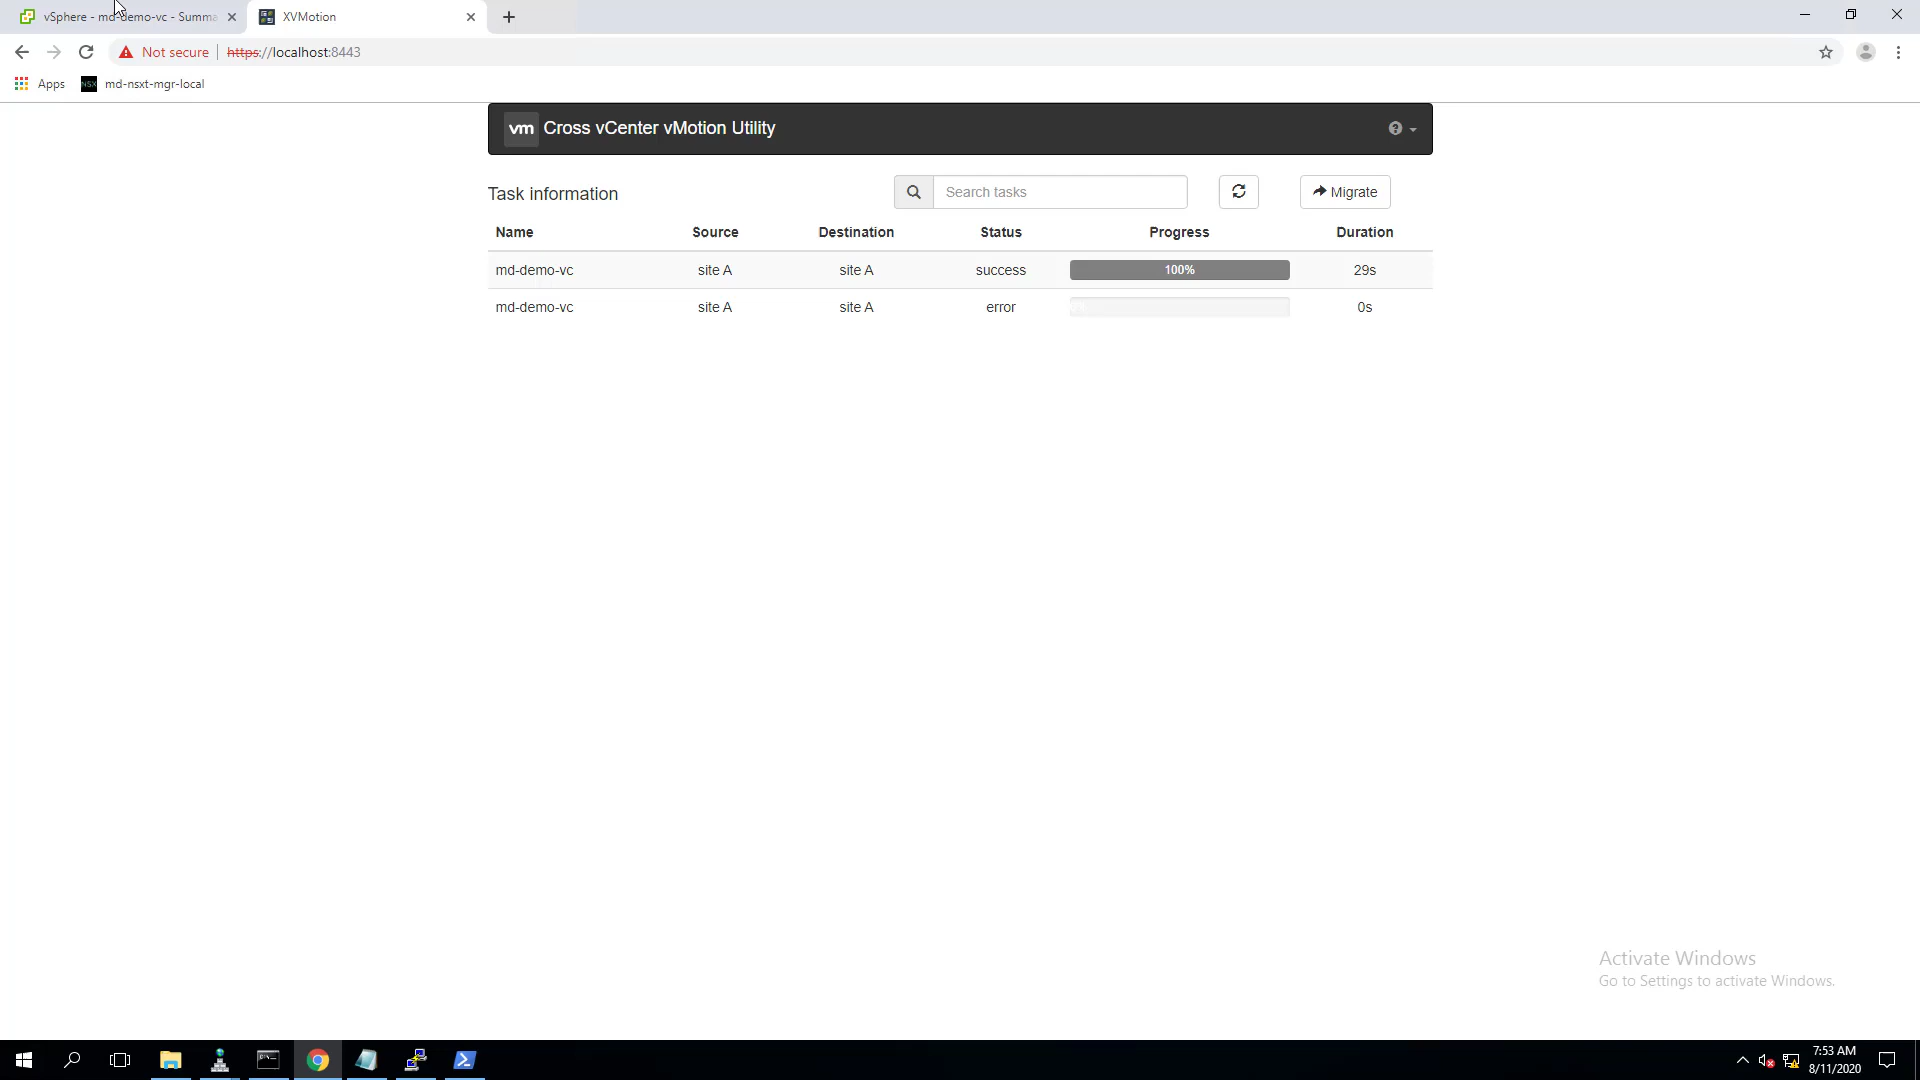 vSphere - md-demo-vc - Summa
XVMotion
Not secure
https://localhost:8443
Apps
NSX
md-nsxt-mgr-local
vm Cross vCenter vMotion Utility
Task information
Search tasks
Migrate
Name Source Destination Status Progress Duration
md-demo-vc site A site A success 100% 29s
md-demo-vc site A site A error 0s
Activate Windows
Go to Settings to activate Windows.
7:53 AM
8/11/2020